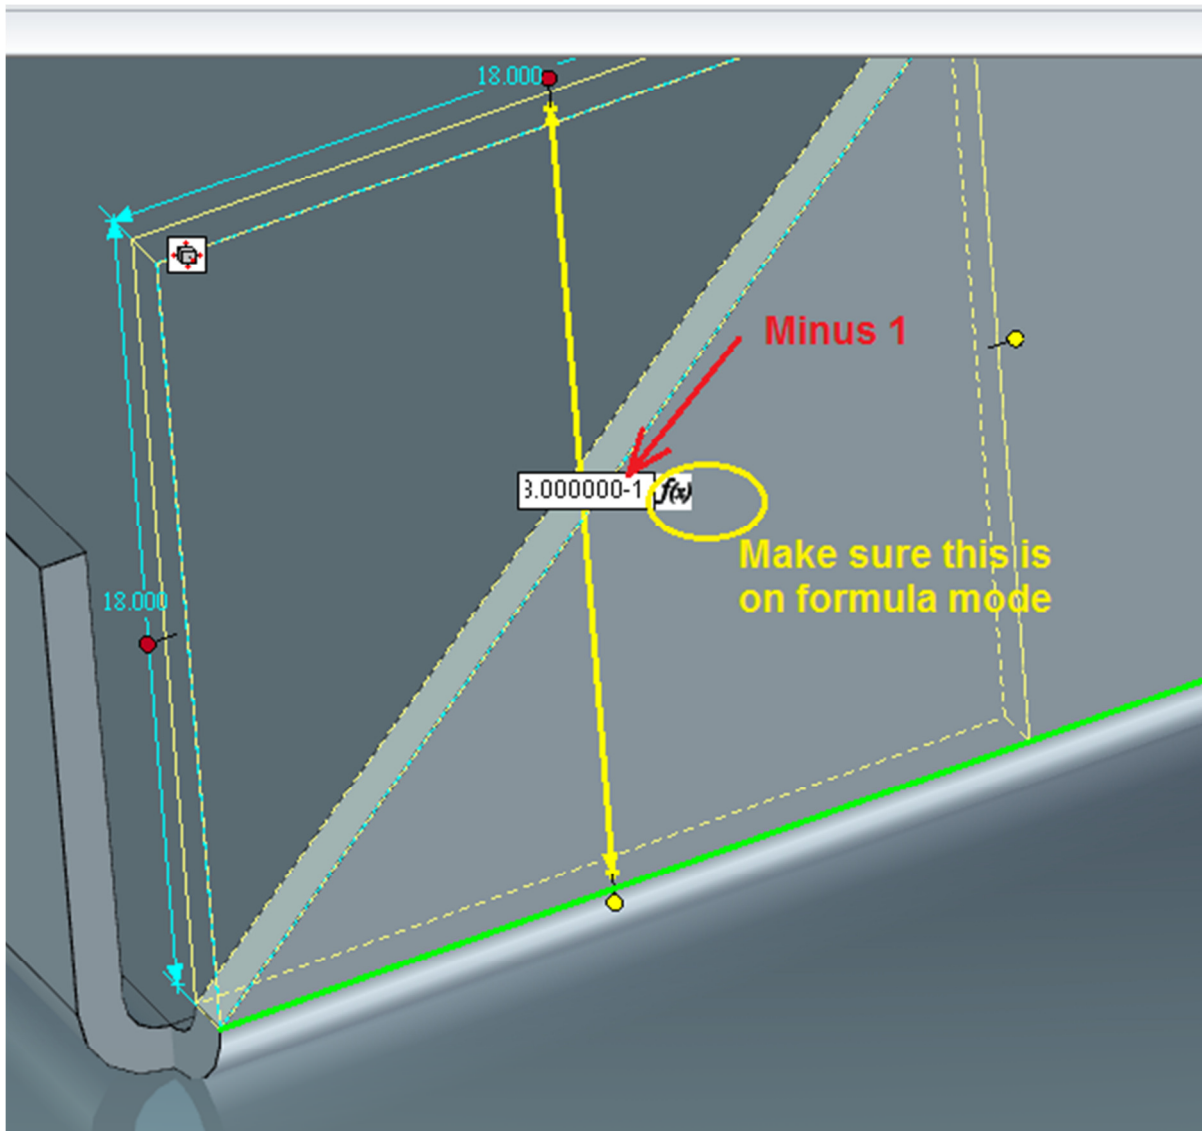 18.000
Minus 1
3.000000-1 f(x)
Make sure this is
on formula mode
18.000